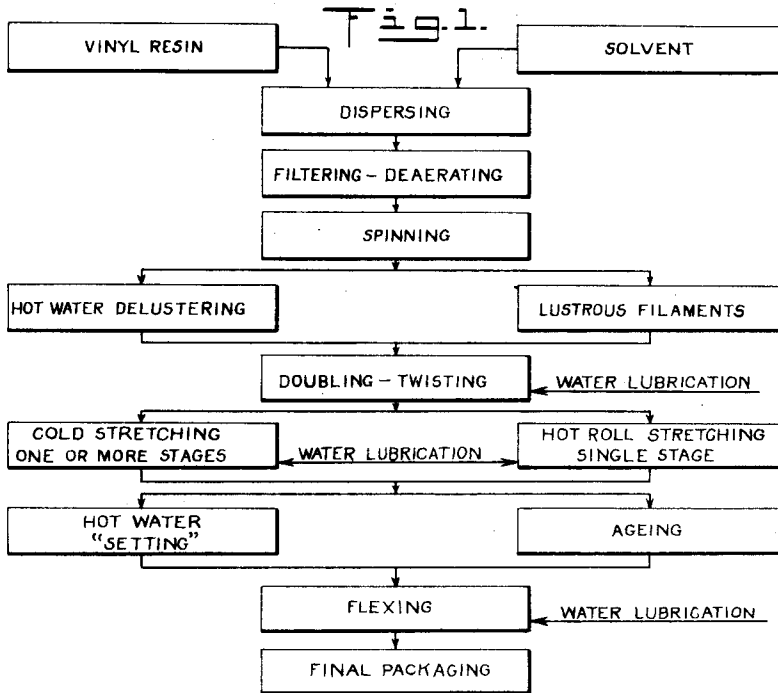 Fig.1.
VINYL RESIN
SOLVENT
DISPERSING
FILTERING - DEAERATING
SPINNING
HOT WATER DELUSTERING
LUSTROUS FILAMENTS
DOUBLING - TWISTING
WATER LUBRICATION
COLD STRETCHING
ONE OR MORE STAGES
WATER LUBRICATION
HOT ROLL STRETCHING
SINGLE STAGE
HOT WATER
"SETTING"
AGEING
FLEXING
WATER LUBRICATION
FINAL PACKAGING